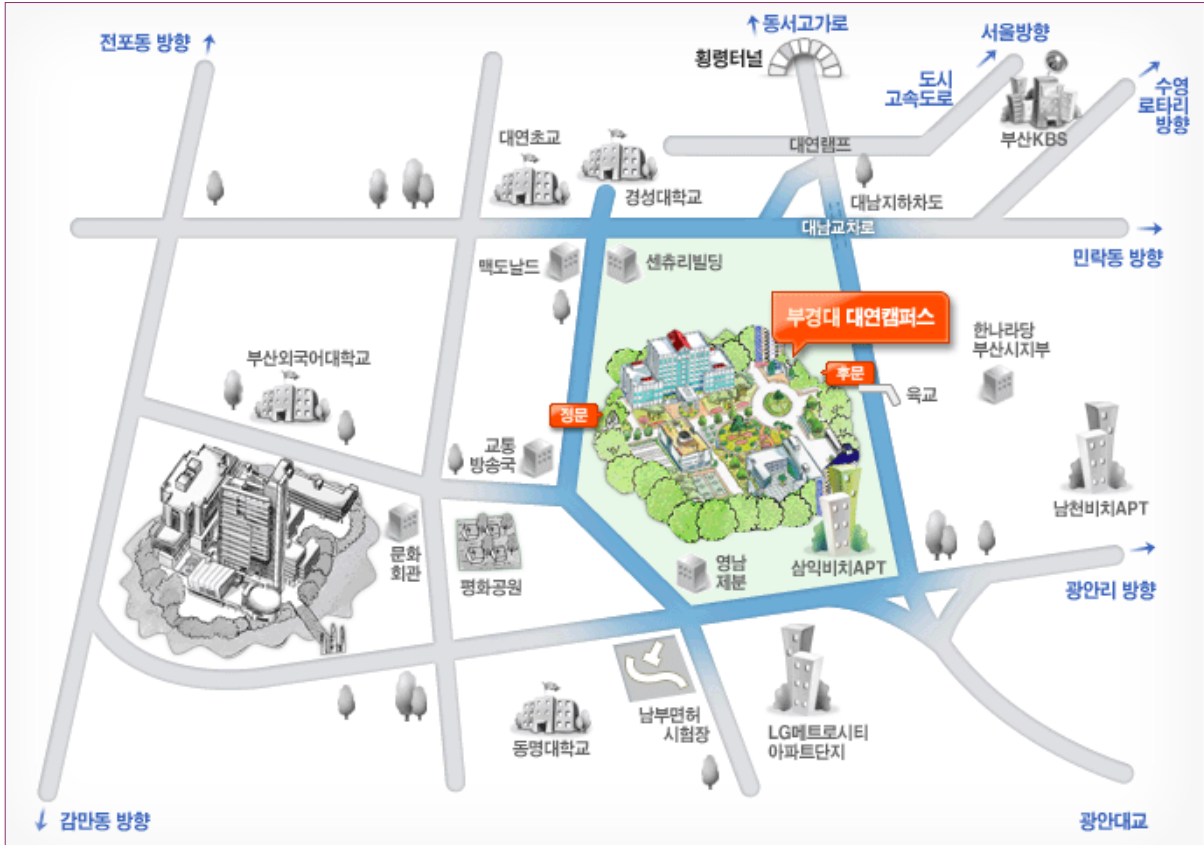 동서고가로
전포동 방향
횡령터널
서울방향
도시
고속도로
수영
로타리
방향
부산KBS
대연초교
대연램프
경성대학교
대남지하차도
대남교차로
민락동 방향
맥도날드
센츄리빌딩
부경대 대연캠퍼스
한나라당
부산시지부
부산외국어대학교
후문
육교
정문
교통
방송국
남천비치APT
문화
회관
평화공원
영남
제분
삼익비치APT
광안리 방향
남부면허
시험장
동명대학교
LG메트로시티
아파트단지
감만동 방향
광안대교